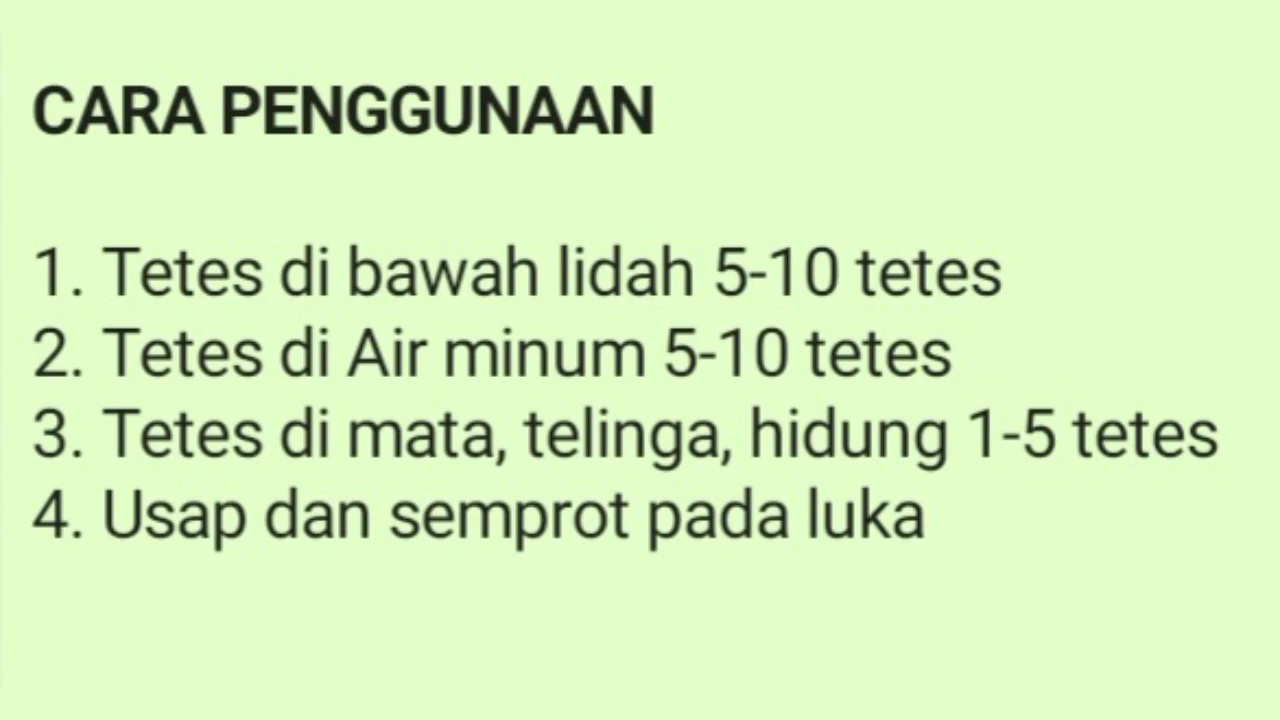 CARA PENGGUNAAN
1. Tetes di bawah lidah 5-10 tetes
2. Tetes di Air minum 5-10 tetes
3. Tetes di mata, telinga, hidung 1-5 tetes
4. Usap dan semprot pada luka